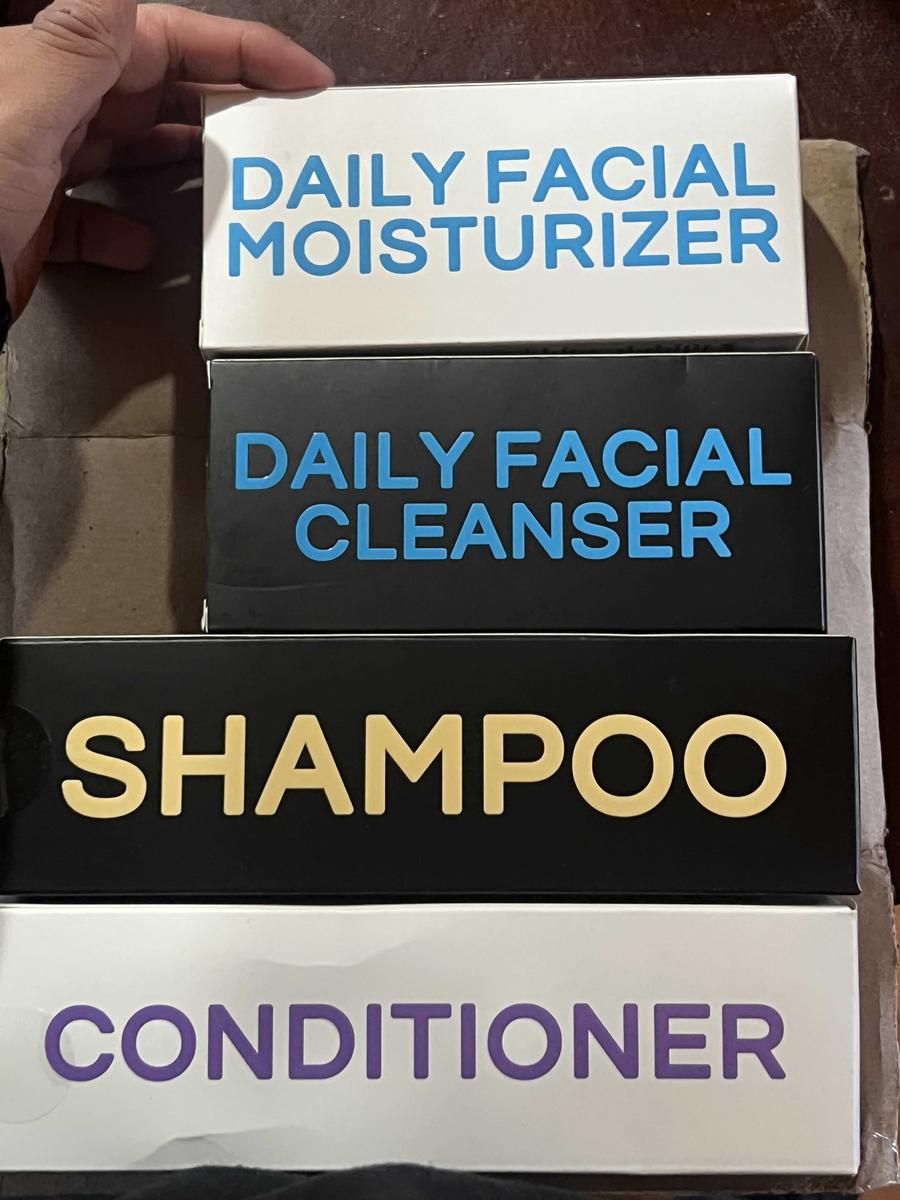 DAILY FACIAL
MOISTURIZER
DAILY FACIAL
CLEANSER
SHAMPOO
CONDITIONER